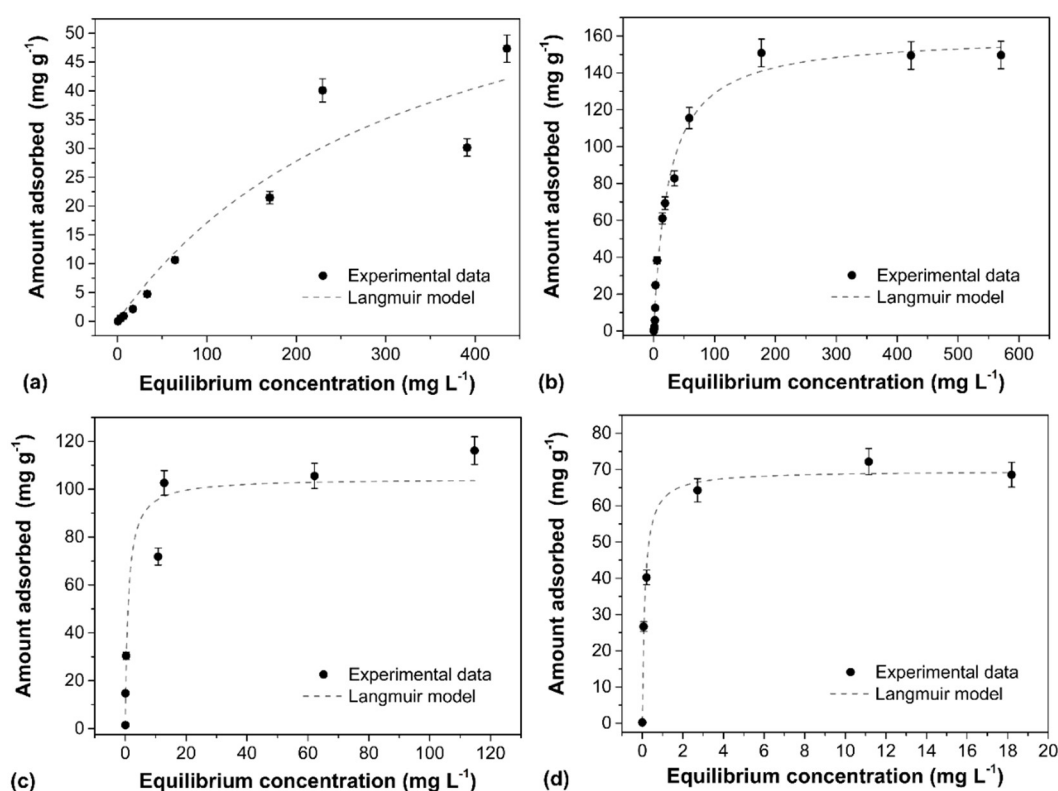 50
45
40
35
30
25
20
15
10
5
0
Amount adsorbed (mg g⁻¹)
Experimental data
Langmuir model
0 100 200 300 400
(a) Equilibrium concentration (mg L⁻¹)
160
140
120
100
80
60
40
20
0
Amount adsorbed (mg g⁻¹)
Experimental data
Langmuir model
0 100 200 300 400 500 600
(b) Equilibrium concentration (mg L⁻¹)
120
100
80
60
40
20
0
Amount adsorbed (mg g⁻¹)
Experimental data
Langmuir model
0 20 40 60 80 100 120
(c) Equilibrium concentration (mg L⁻¹)
80
70
60
50
40
30
20
10
0
Amount adsorbed (mg g⁻¹)
Experimental data
Langmuir model
0 2 4 6 8 10 12 14 16 18 20
(d) Equilibrium concentration (mg L⁻¹)